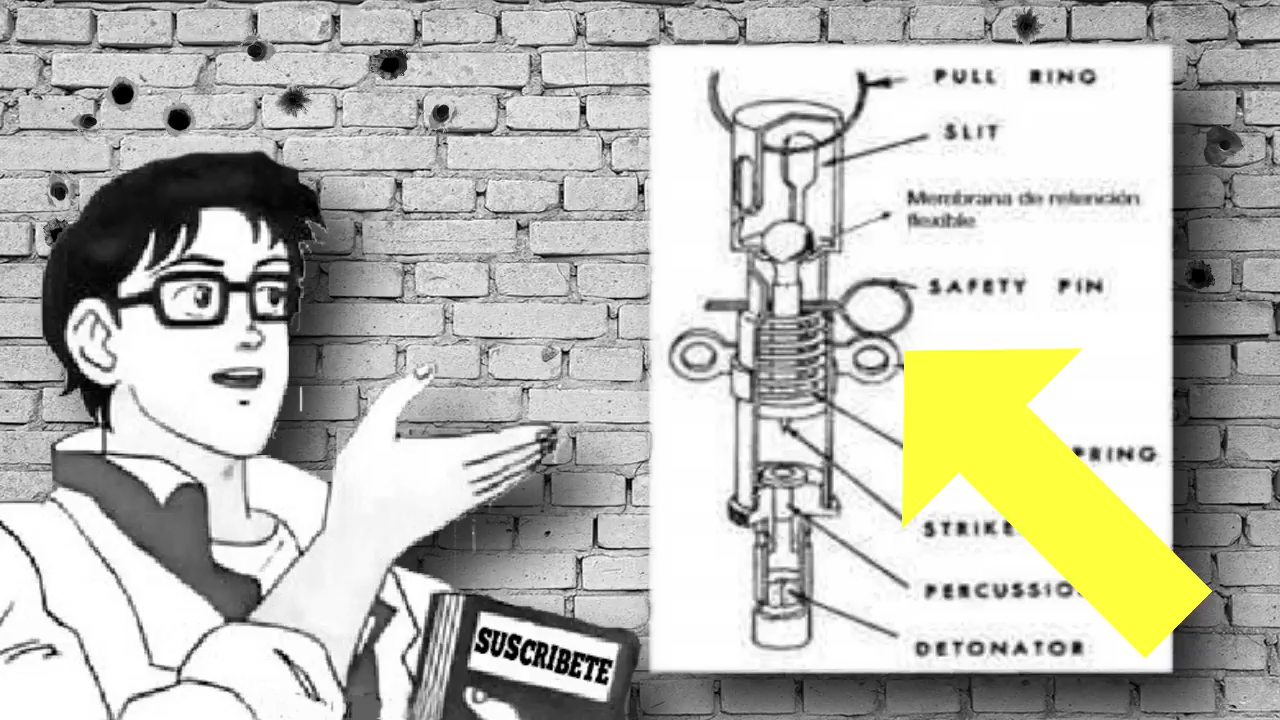 PULL RING
SLIT
Membrana de retención
flexible
SAFETY PIN
PRING
STRIKE
PERCUSSIO
DETONATOR
SUSCRIBETE